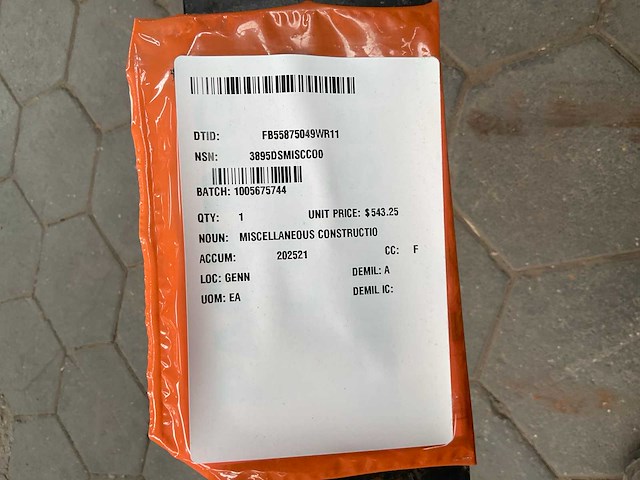 DTID: FB55875049WR11
NSN: 3895DSMISCC00
BATCH: 1005675744
QTY: 1 UNIT PRICE: $543.25
NOUN: MISCELLANEOUS CONSTRUCTIO
ACCUM: 202521 CC: F
LOC: GENN DEMIL: A
UOM: EA DEMIL IC: